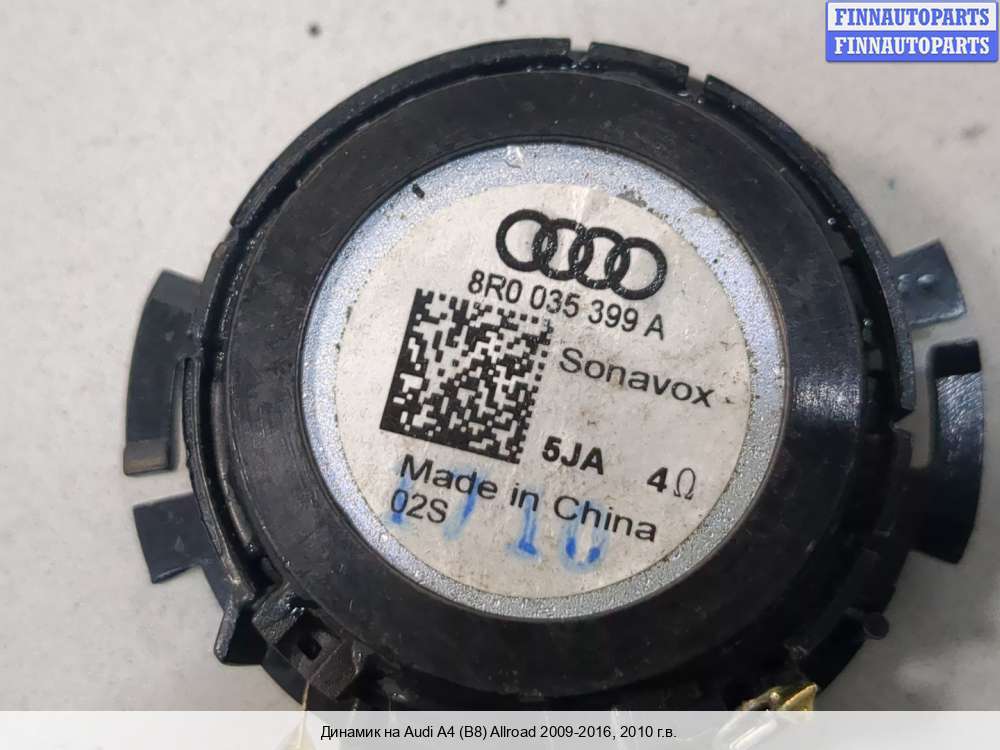 FINNAUTOPARTS
FINNAUTOPARTS
8R0 035 399 A
Sonavox
5JA 4Ω
Made in China
02S
Динамик на Audi A4 (B8) Allroad 2009-2016, 2010 г.в.